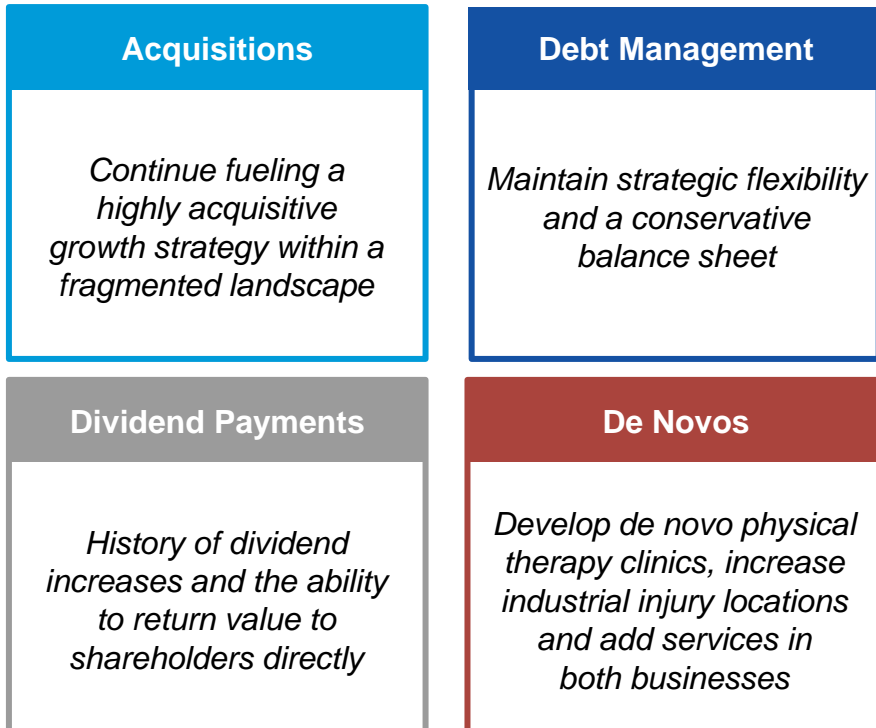 Acquisitions
Continue fueling a
highly acquisitive
growth strategy within a
fragmented landscape
Debt Management
Maintain strategic flexibility
and a conservative
balance sheet
Dividend Payments
History of dividend
increases and the ability
to return value to
shareholders directly
De Novos
Develop de novo physical
therapy clinics, increase
industrial injury locations
and add services in
both businesses